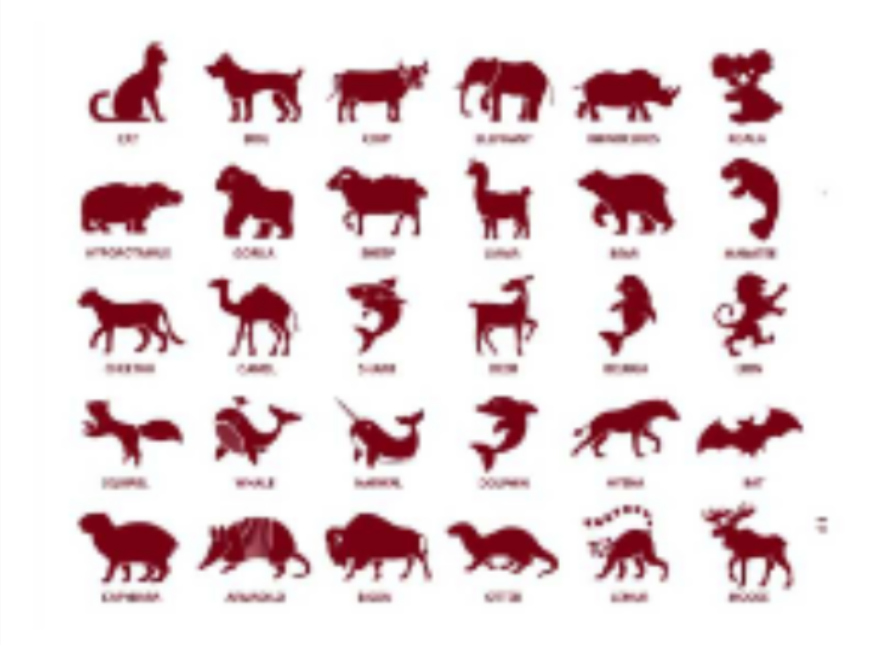 CAT DOG COW ELEPHANT RHINOCEROS KOALA
HIPPOPOTAMUS GORILLA SHEEP LLAMA BEAR MANATEE
CHEETAH CAMEL SHARK DEER LION
SQUIRREL WHALE NARWHAL DOLPHIN HYENA BAT
CAPYBARA ARMADILLO BISON OTTER LEMUR MOOSE